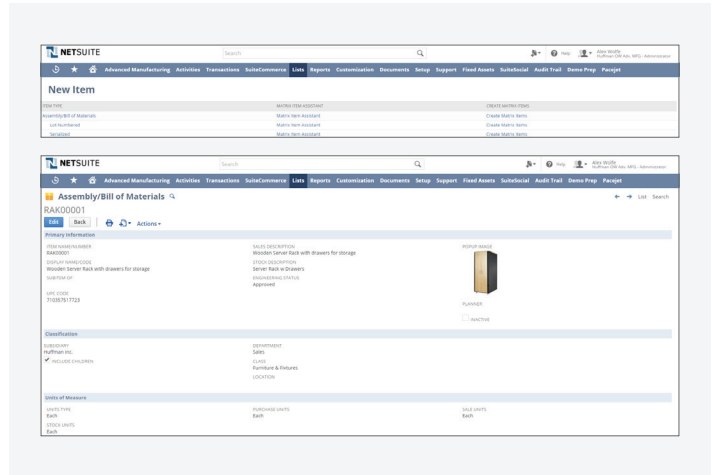 NETSUITE Search Help Alex Wolfe
Huffman GW Adv. MFG - Administrator
Advanced Manufacturing Activities Transactions SuiteCommerce Lists Reports Customization Documents Setup Support Fixed Assets SuiteSocial Audit Trail Demo Prep Pacejet
New Item
ITEM TYPE MATRIX ITEM ASSISTANT CREATE MATRIX ITEMS
Assembly/Bill of Materials Matrix Item Assistant Create Matrix Items
Lot Numbered Matrix Item Assistant Create Matrix Items
Serialized Matrix Item Assistant Create Matrix Items
NETSUITE Search Help Alex Wolfe
Huffman GW Adv. MFG - Administrator
Advanced Manufacturing Activities Transactions SuiteCommerce Lists Reports Customization Documents Setup Support Fixed Assets SuiteSocial Audit Trail Demo Prep Pacejet
Assembly/Bill of Materials List Search
RAK00001
Edit Back Actions
Primary Information
ITEM NAME/NUMBER SALES DESCRIPTION POPUP IMAGE
RAK00001 Wooden Server Rack with drawers for storage
DISPLAY NAME/CODE STOCK DESCRIPTION
Wooden Server Rack with drawers for storage Server Rack w Drawers
SUBITEM OF ENGINEERING STATUS
Approved
UPC CODE
710357517723
PLANNER
INACTIVE
Classification
SUBSIDIARY DEPARTMENT
Huffman Inc. Sales
INCLUDE CHILDREN CLASS
Furniture & Fixtures
LOCATION
Units of Measure
UNITS TYPE PURCHASE UNITS SALE UNITS
Each Each Each
STOCK UNITS
Each